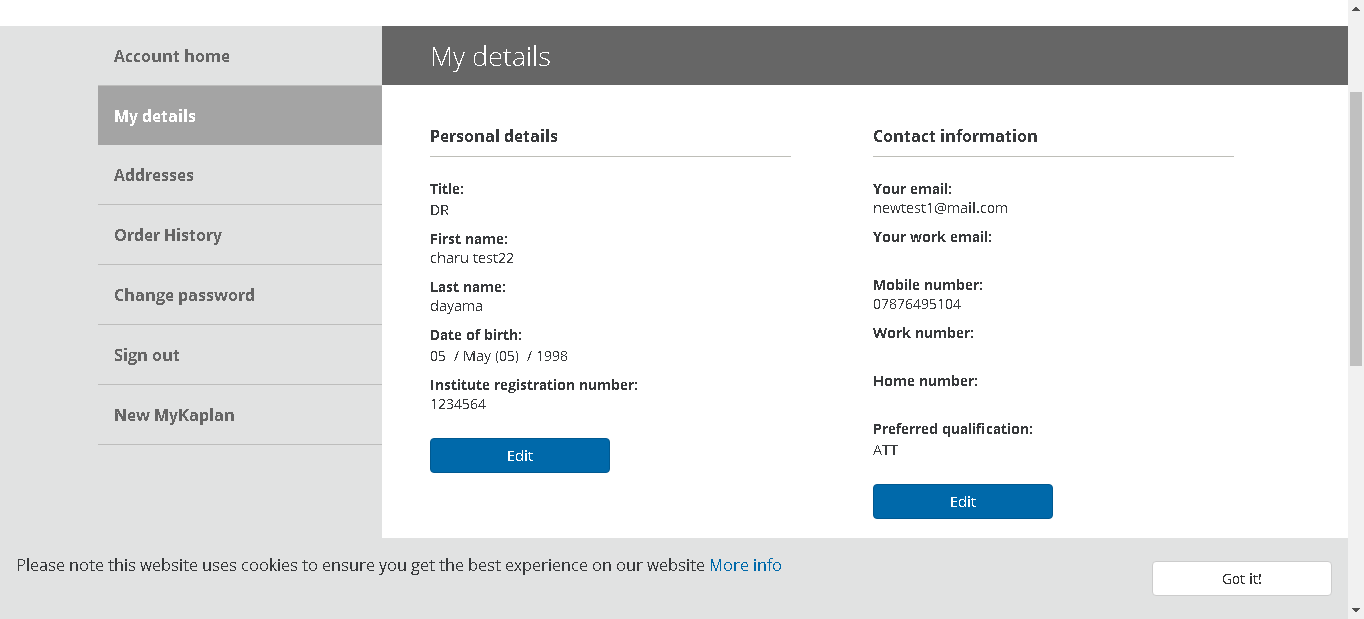 Account home
My details
Addresses
Order History
Change password
Sign out
New MyKaplan
My details
Personal details
Title:
DR
First name:
charu test22
Last name:
dayama
Date of birth:
05 / May (05) / 1998
Institute registration number:
1234564
Edit
Contact information
Your email:
newtest1@mail.com
Your work email:
Mobile number:
07876495104
Work number:
Home number:
Preferred qualification:
ATT
Edit
Please note this website uses cookies to ensure you get the best experience on our website More info
Got it!